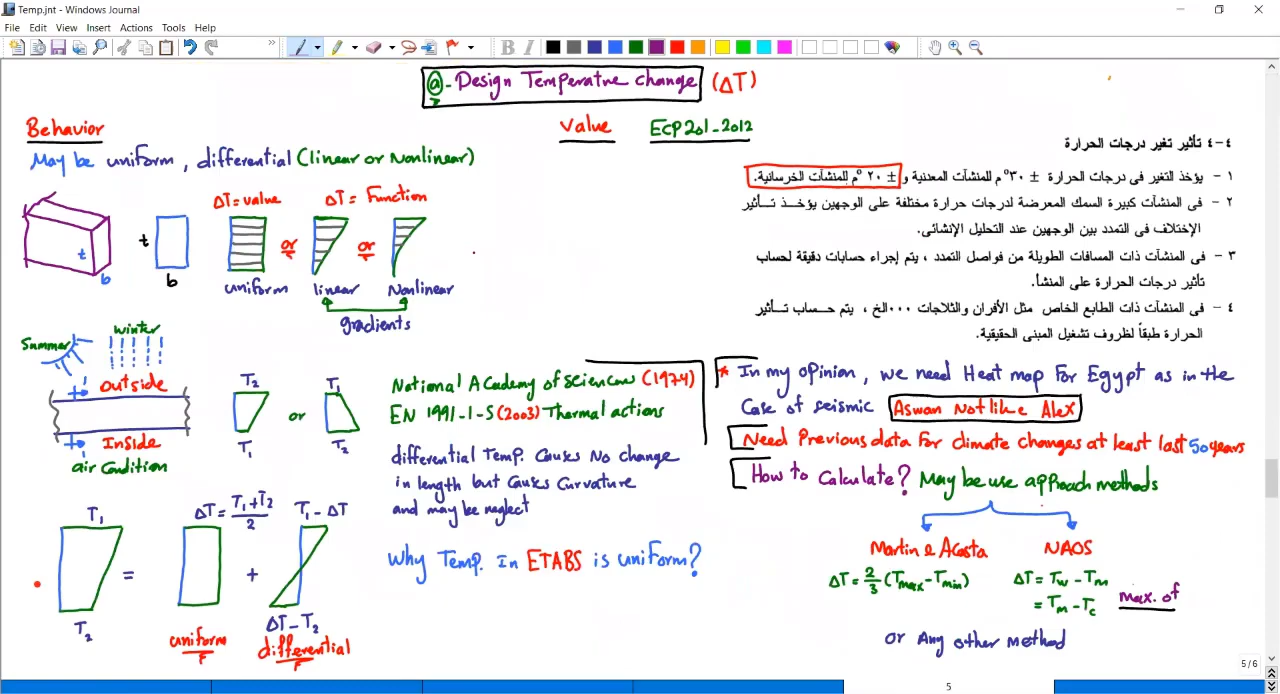 Temp.jnt - Windows Journal
File Edit View Insert Actions Tools Help
B I
a - Design Temperature change (ΔT)
Behavior
May be uniform, differential (linear or Nonlinear)
ΔT = value
ΔT = Function
t
b
t
b
or
or
uniform
linear
Nonlinear
gradients
Value
ECP201-2012
٤-٤ تأثير تغير درجات الحرارة
١ - يؤخذ التغير فى درجات الحرارة ± ٣٠ °م للمنشآت المعدنية و ± ٢٠ °م للمنشآت الخرسانية.
٢ - فى المنشآت كبيرة السمك المعرضة لدرجات حرارة مختلفة على الوجهين يؤخذ تأثير
الإختلاف فى التمدد بين الوجهين عند التحليل الإنشائى.
٣ - فى المنشآت ذات المسافات الطويلة من فواصل التمدد ، يتم إجراء حسابات دقيقة لحساب
تأثير درجات الحرارة على المنشأ.
٤ - فى المنشآت ذات الطابع الخاص مثل الأفران والثلاجات ٠٠٠الخ ، يتم حساب تأثير
الحرارة طبقاً لظروف تشغيل المبنى الحقيقية.
Summer
winter
outside
Inside
air Condition
T2
T1
or
T1
T2
National Academy of Sciences (1974)
EN 1991-1-5 (2003) Thermal actions
differential Temp. Causes No change
in length but Causes Curvature
and may be neglect
Why Temp. In ETABS is uniform?
T1
T2
=
ΔT = T1+T2/2
uniform
+
T1 - ΔT
ΔT - T2
differential
* In my opinion, we need Heat map For Egypt as in the
Case of seismic Aswan Not like Alex
Need Previous data For climate changes at least last 50 years
How to Calculate? May be use approach methods
Martin & Acosta
ΔT = 2/3 (Tmax - Tmin)
NAOS
ΔT = Tw - Tm
= Tm - Tc
max. of
or Any other method
5/6
5